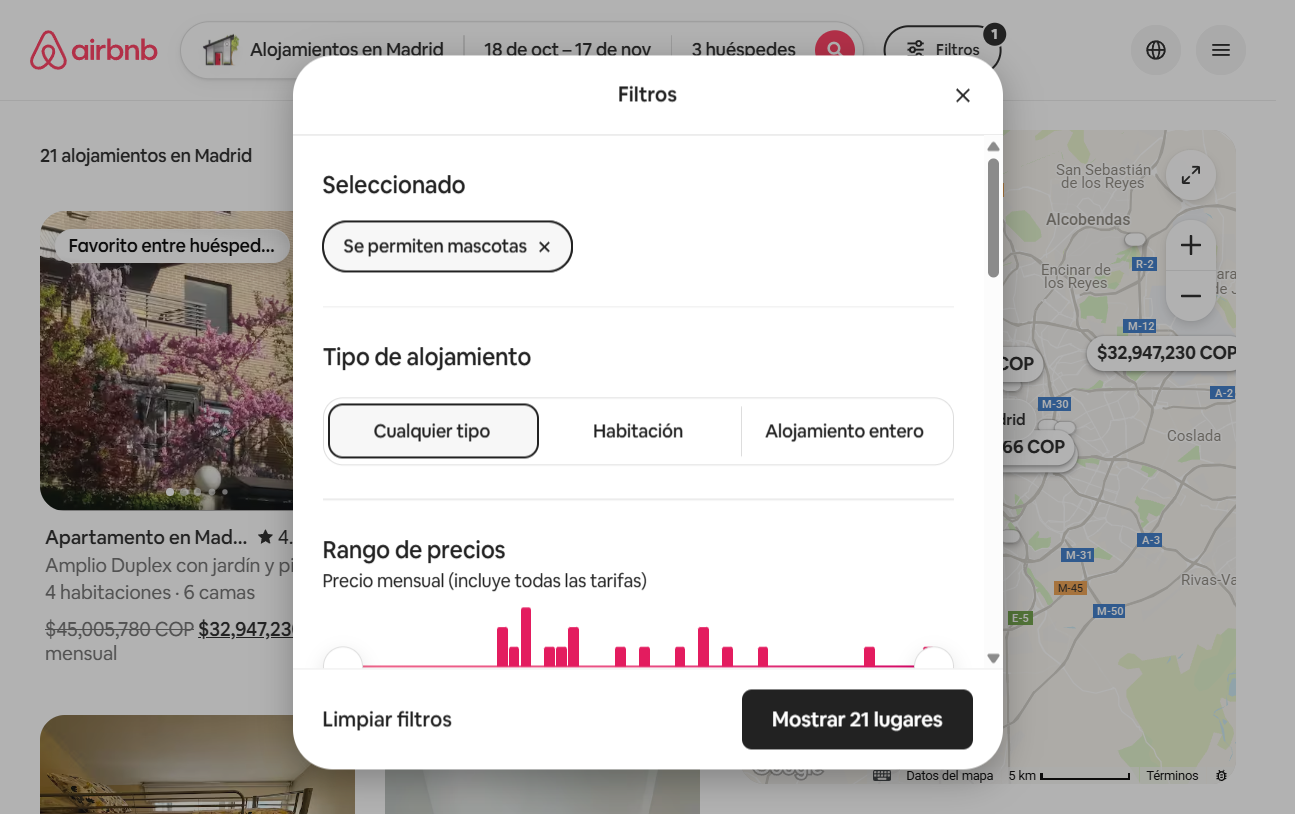 airbnb
Alojamientos en Madrid
18 de oct – 17 de nov
3 huéspedes
Filtros
1
Filtros
21 alojamientos en Madrid
Favorito entre huésped...
Seleccionado
Se permiten mascotas
Tipo de alojamiento
Cualquier tipo
Habitación
Alojamiento entero
Rango de precios
Precio mensual (incluye todas las tarifas)
Limpiar filtros
Mostrar 21 lugares
Apartamento en Mad...
4.
Amplio Duplex con jardín y pi
4 habitaciones · 6 camas
$45,005,780 COP $32,947,230
mensual
San Sebastián
de los Reyes
Alcobendas
R-2
Encinar de
los Reyes
M-12
$32,947,230 COP
COP
A-2
M-30
drid
66 COP
Coslada
A-3
M-31
M-45
Rivas-Va
M-50
E-5
Google
Datos del mapa
5 km
Términos